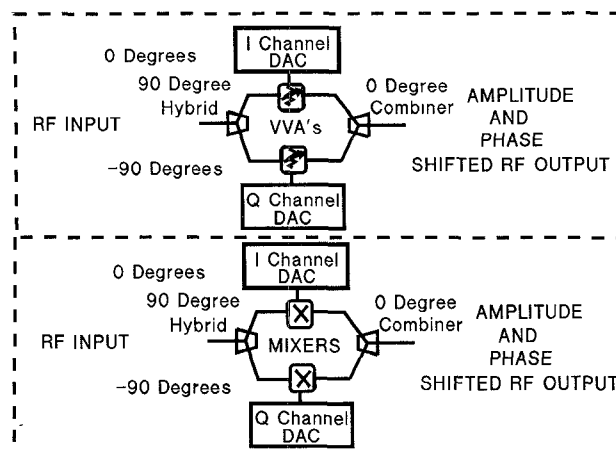 0 Degrees
I Channel
DAC
90 Degree
Hybrid
0 Degree
Combiner
RF INPUT
VVA's
AMPLITUDE
AND
PHASE
SHIFTED RF OUTPUT
-90 Degrees
Q Channel
DAC
0 Degrees
I Channel
DAC
90 Degree
Hybrid
0 Degree
Combiner
RF INPUT
MIXERS
AMPLITUDE
AND
PHASE
SHIFTED RF OUTPUT
-90 Degrees
Q Channel
DAC